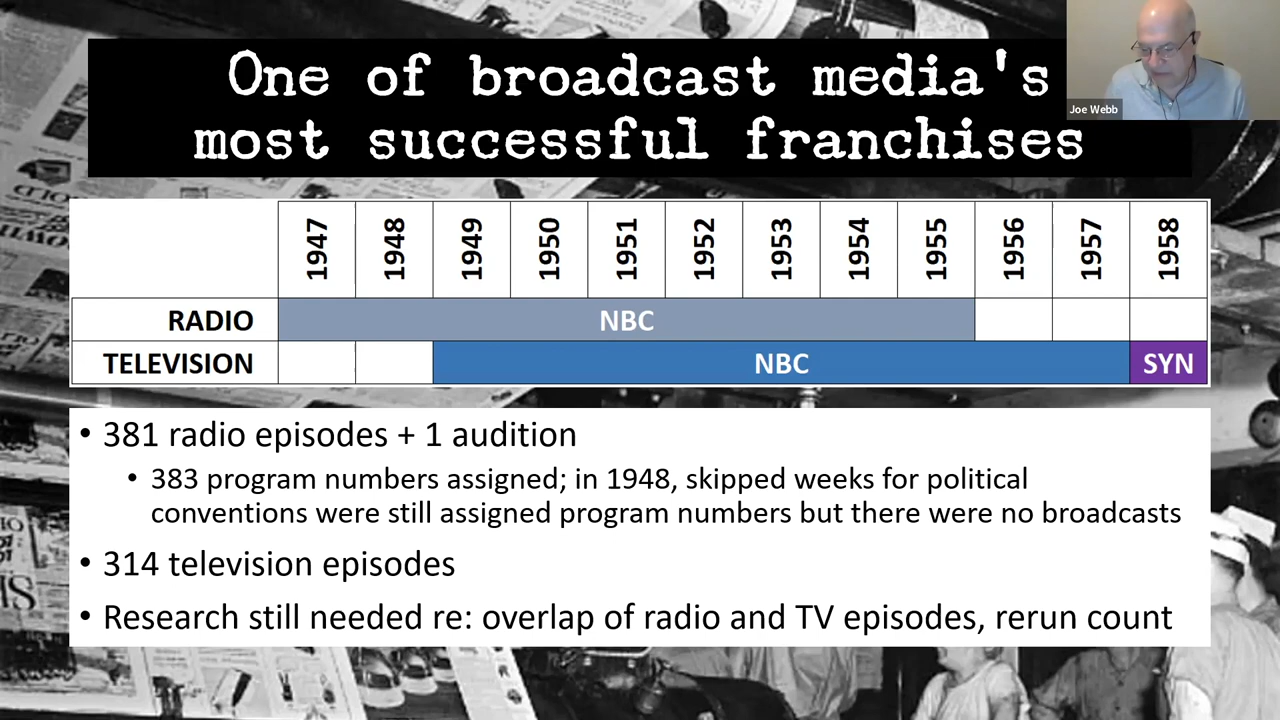 One of broadcast media's
most successful franchises
Joe Webb
1947 1948 1949 1950 1951 1952 1953 1954 1955 1956 1957 1958
RADIO NBC
TELEVISION NBC SYN
• 381 radio episodes + 1 audition
• 383 program numbers assigned; in 1948, skipped weeks for political
conventions were still assigned program numbers but there were no broadcasts
• 314 television episodes
• Research still needed re: overlap of radio and TV episodes, rerun count